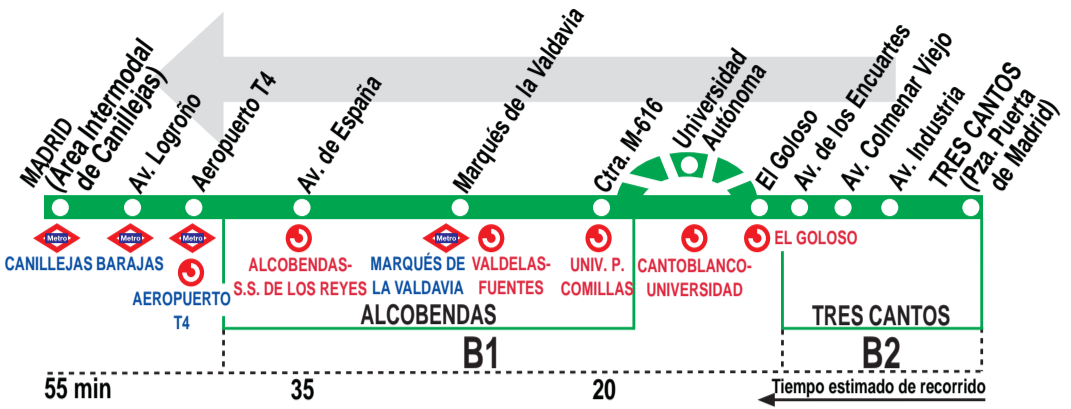 MADRID
(Área Intermodal
de Canillejas)
Av. Logroño
Aeropuerto T4
Av. de España
Marqués de la Valdavia
Ctra. M-616
Universidad
Autónoma
El Goloso
Av. de los Encuartes
Av. Colmenar Viejo
Av. Industria
TRES CANTOS
(Pza. Puerta
de Madrid)
Metro
Metro
Metro
Metro
CANILLEJAS
BARAJAS
AEROPUERTO
T4
ALCOBENDAS-
S.S. DE LOS REYES
MARQUÉS DE
LA VALDAVIA
VALDELAS-
FUENTES
UNIV. P.
COMILLAS
CANTOBLANCO-
UNIVERSIDAD
EL GOLOSO
ALCOBENDAS
TRES CANTOS
B1
B2
55 min
35
20
Tiempo estimado de recorrido